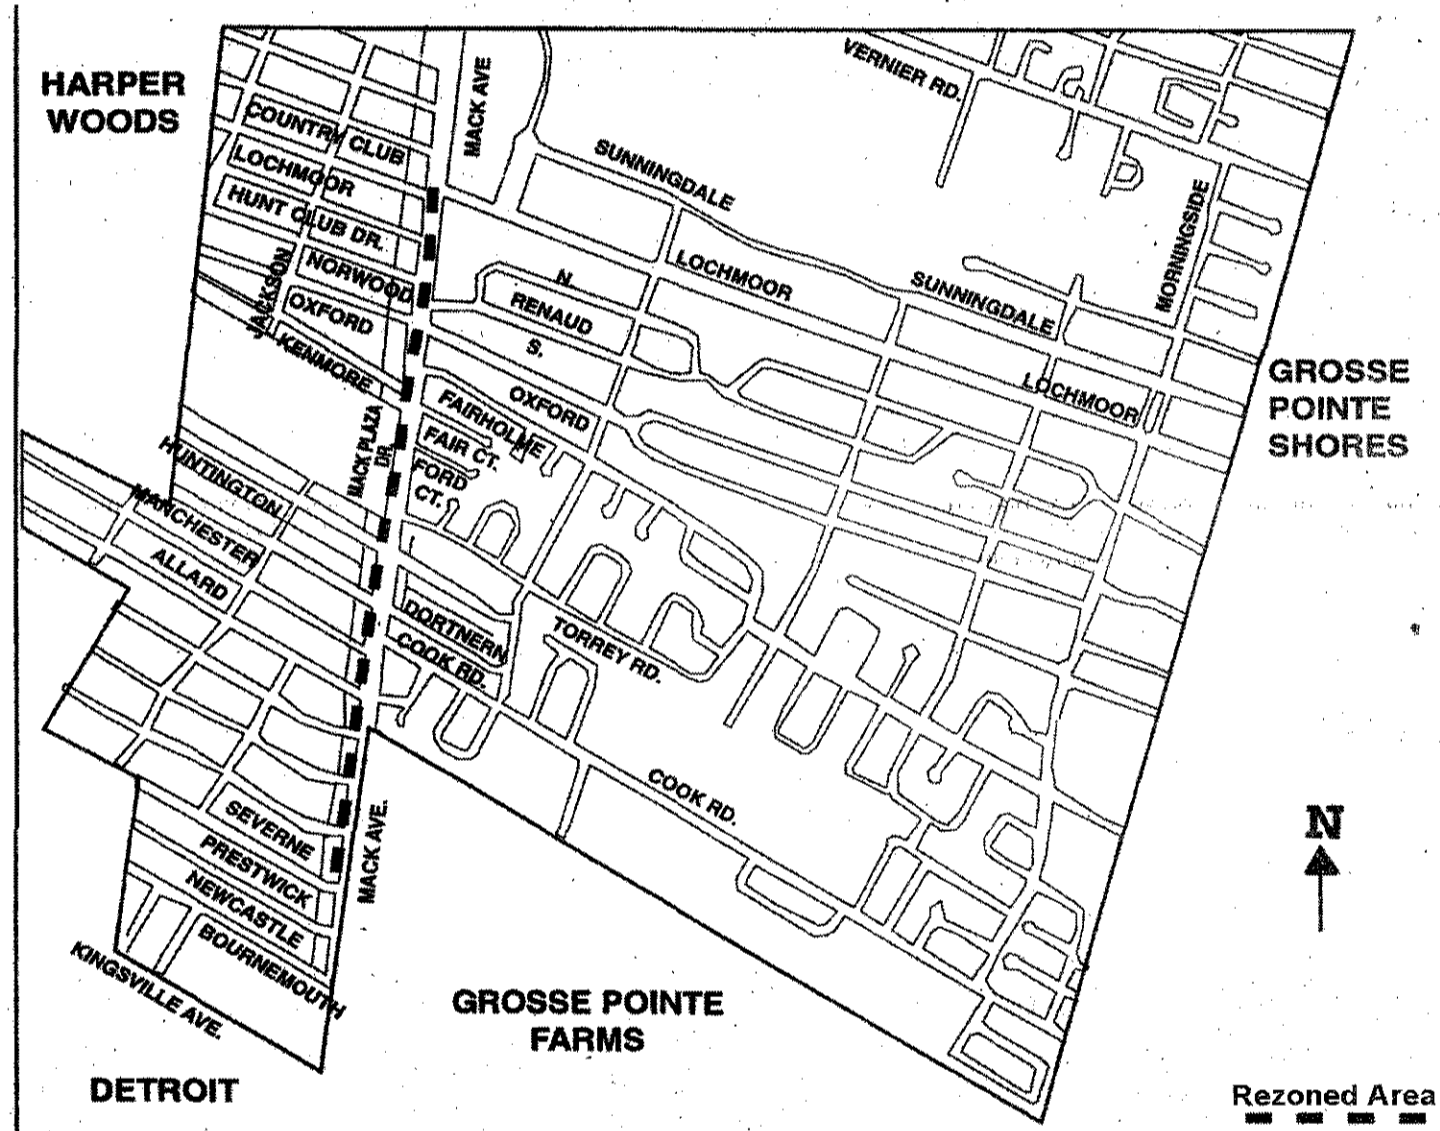 HARPER
WOODS
MACK AVE
VERNIER RD.
COUNTRY CLUB
LOCHMOOR
HUNT CLUB DR.
NORWOOD
JACKSON
OXFORD
KENMORE
SUNNINGDALE
MORNINGSIDE
LOCHMOOR
SUNNINGDALE
N.
RENAUD
S.
LOCHMOOR
OXFORD
FAIRHOLME
FAIR CT.
FORD
CT.
MACK PLAZA
DR.
GROSSE
POINTE
SHORES
HUNTINGTON
MANCHESTER
ALLARD
DORTNERN
COOK RD.
TORREY RD.
COOK RD.
SEVERNE
PRESTWICK
NEWCASTLE
BOURNEMOUTH
MACK AVE.
KINGSVILLE AVE.
N
GROSSE POINTE
FARMS
DETROIT
Rezoned Area